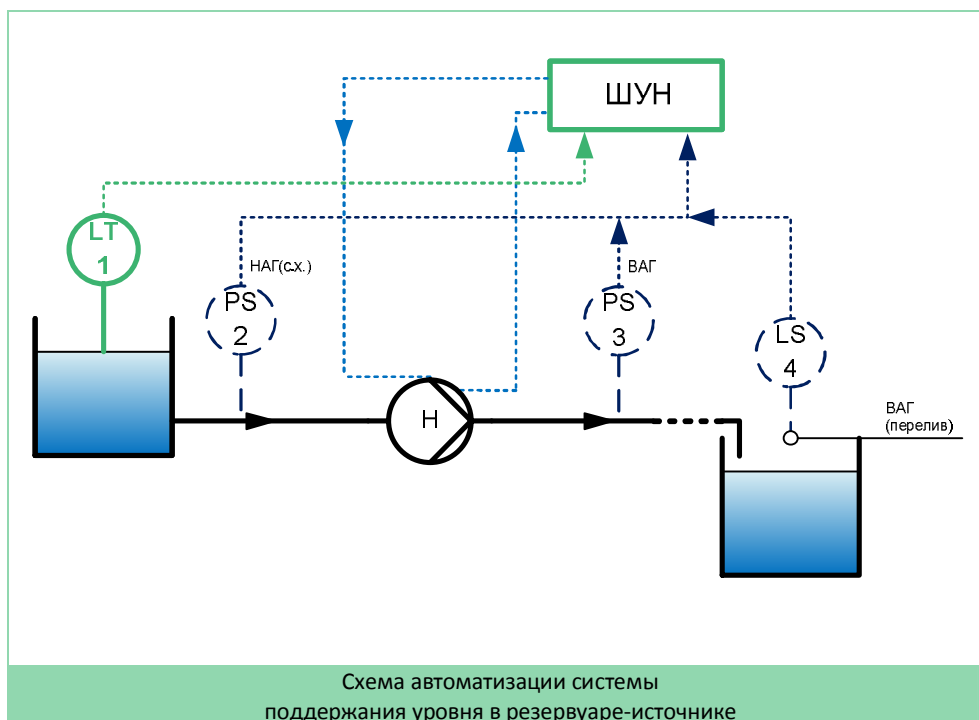 ШУН
LT
1
НАГ(с.х.)
PS
2
ВАГ
PS
3
LS
4
Н
ВАГ
(перелив)
Схема автоматизации системы
поддержания уровня в резервуаре-источнике